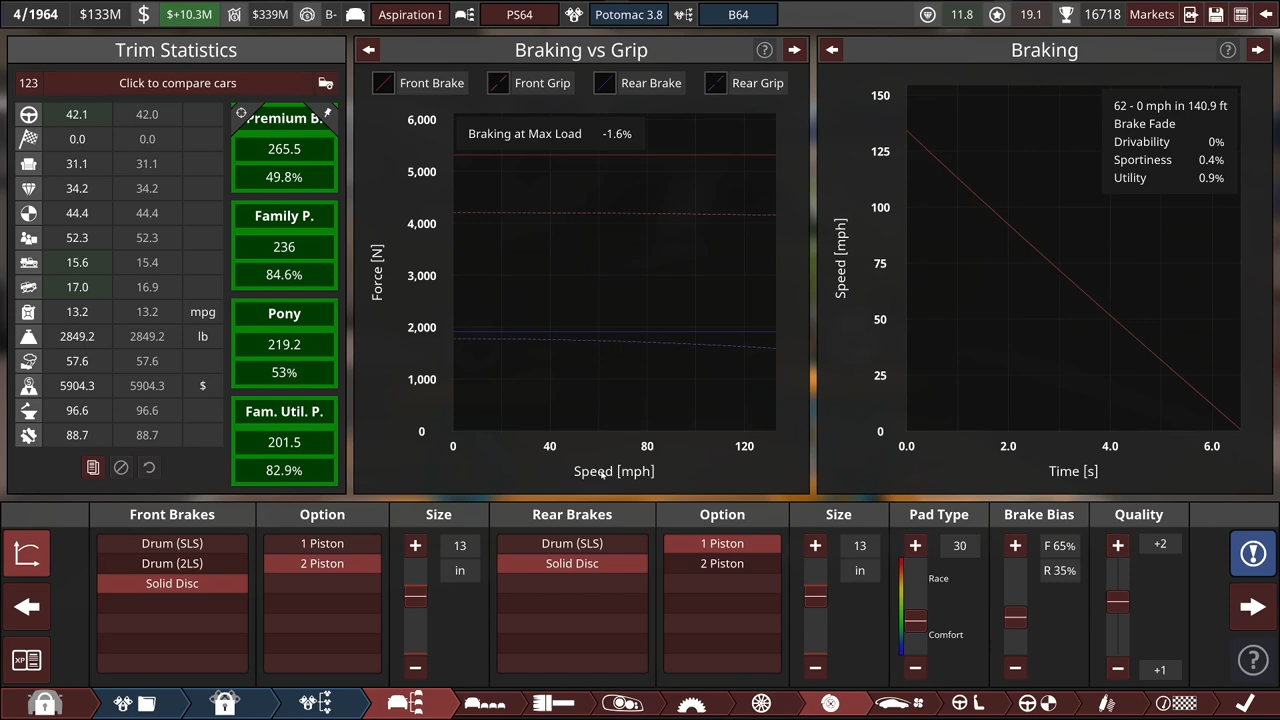 4/1964 $133M $+10.3M $339M B- Aspiration I PS64 Potomac 3.8 B64 11.8 19.1 16718 Markets
Trim Statistics
123 Click to compare cars
42.1 42.0
0.0 0.0
31.1 31.1
34.2 34.2
44.4 44.4
52.3 52.3
15.6 15.4
17.0 16.9
13.2 13.2 mpg
2849.2 2849.2 lb
57.6 57.6
5904.3 5904.3 $
96.6 96.6
88.7 88.7
Premium B.
265.5
49.8%
Family P.
236
84.6%
Pony
219.2
53%
Fam. Util. P.
201.5
82.9%
Braking vs Grip
Front Brake Front Grip Rear Brake Rear Grip
Braking at Max Load -1.6%
6,000
5,000
4,000
3,000
2,000
1,000
0
Force [N]
0 40 80 120
Speed [mph]
Braking
62 - 0 mph in 140.9 ft
Brake Fade
Drivability 0%
Sportiness 0.4%
Utility 0.9%
150
125
100
75
50
25
0
Speed [mph]
0.0 2.0 4.0 6.0
Time [s]
Front Brakes
Drum (SLS)
Drum (2LS)
Solid Disc
Option
1 Piston
2 Piston
Size
13
in
Rear Brakes
Drum (SLS)
Solid Disc
Option
1 Piston
2 Piston
Size
13
in
Pad Type
30
Race
Comfort
Brake Bias
F 65%
R 35%
Quality
+2
+1
XP